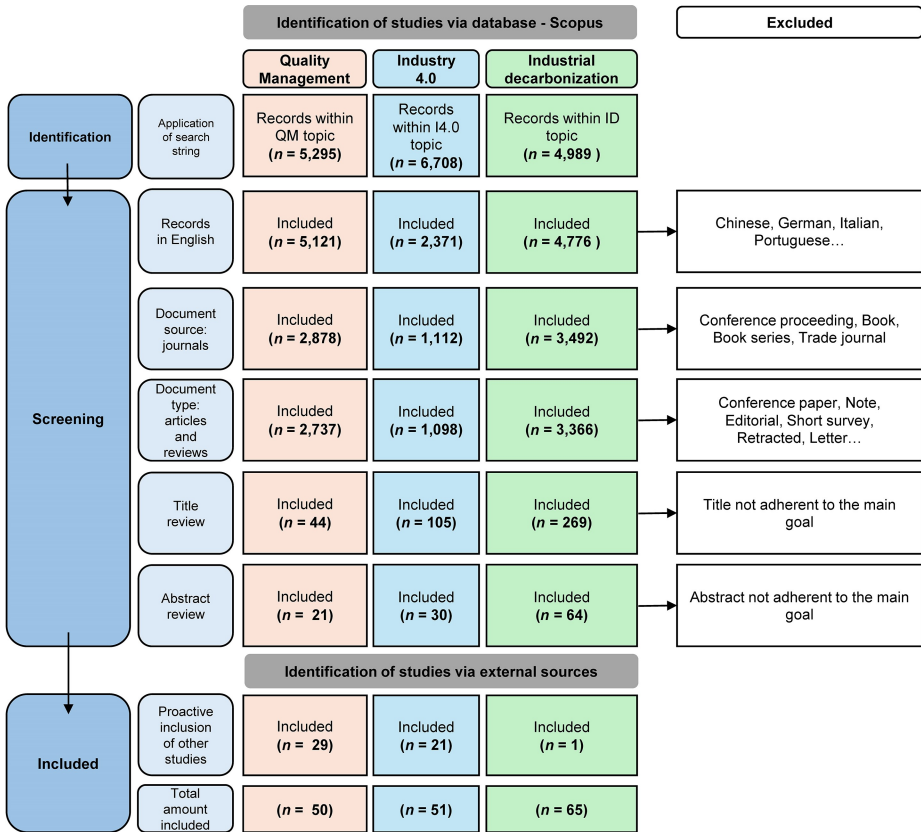 Identification of studies via database - Scopus
Excluded
Quality
Management
Industry
4.0
Industrial
decarbonization
Identification
Application
of search
string
Records within
QM topic
(n = 5,295)
Records
within I4.0
topic
(n = 6,708)
Records within ID
topic
(n = 4,989 )
Screening
Records
in English
Included
(n = 5,121)
Included
(n = 2,371)
Included
(n = 4,776 )
Chinese, German, Italian,
Portuguese…
Document
source:
journals
Included
(n = 2,878)
Included
(n = 1,112)
Included
(n = 3,492)
Conference proceeding, Book,
Book series, Trade journal
Document
type:
articles
and
reviews
Included
(n = 2,737)
Included
(n = 1,098)
Included
(n = 3,366)
Conference paper, Note,
Editorial, Short survey,
Retracted, Letter…
Title
review
Included
(n = 44)
Included
(n = 105)
Included
(n = 269)
Title not adherent to the main
goal
Abstract
review
Included
(n = 21)
Included
(n = 30)
Included
(n = 64)
Abstract not adherent to the main
goal
Identification of studies via external sources
Included
Proactive
inclusion
of other
studies
Included
(n = 29)
Included
(n = 21)
Included
(n = 1)
Total
amount
included
(n = 50)
(n = 51)
(n = 65)